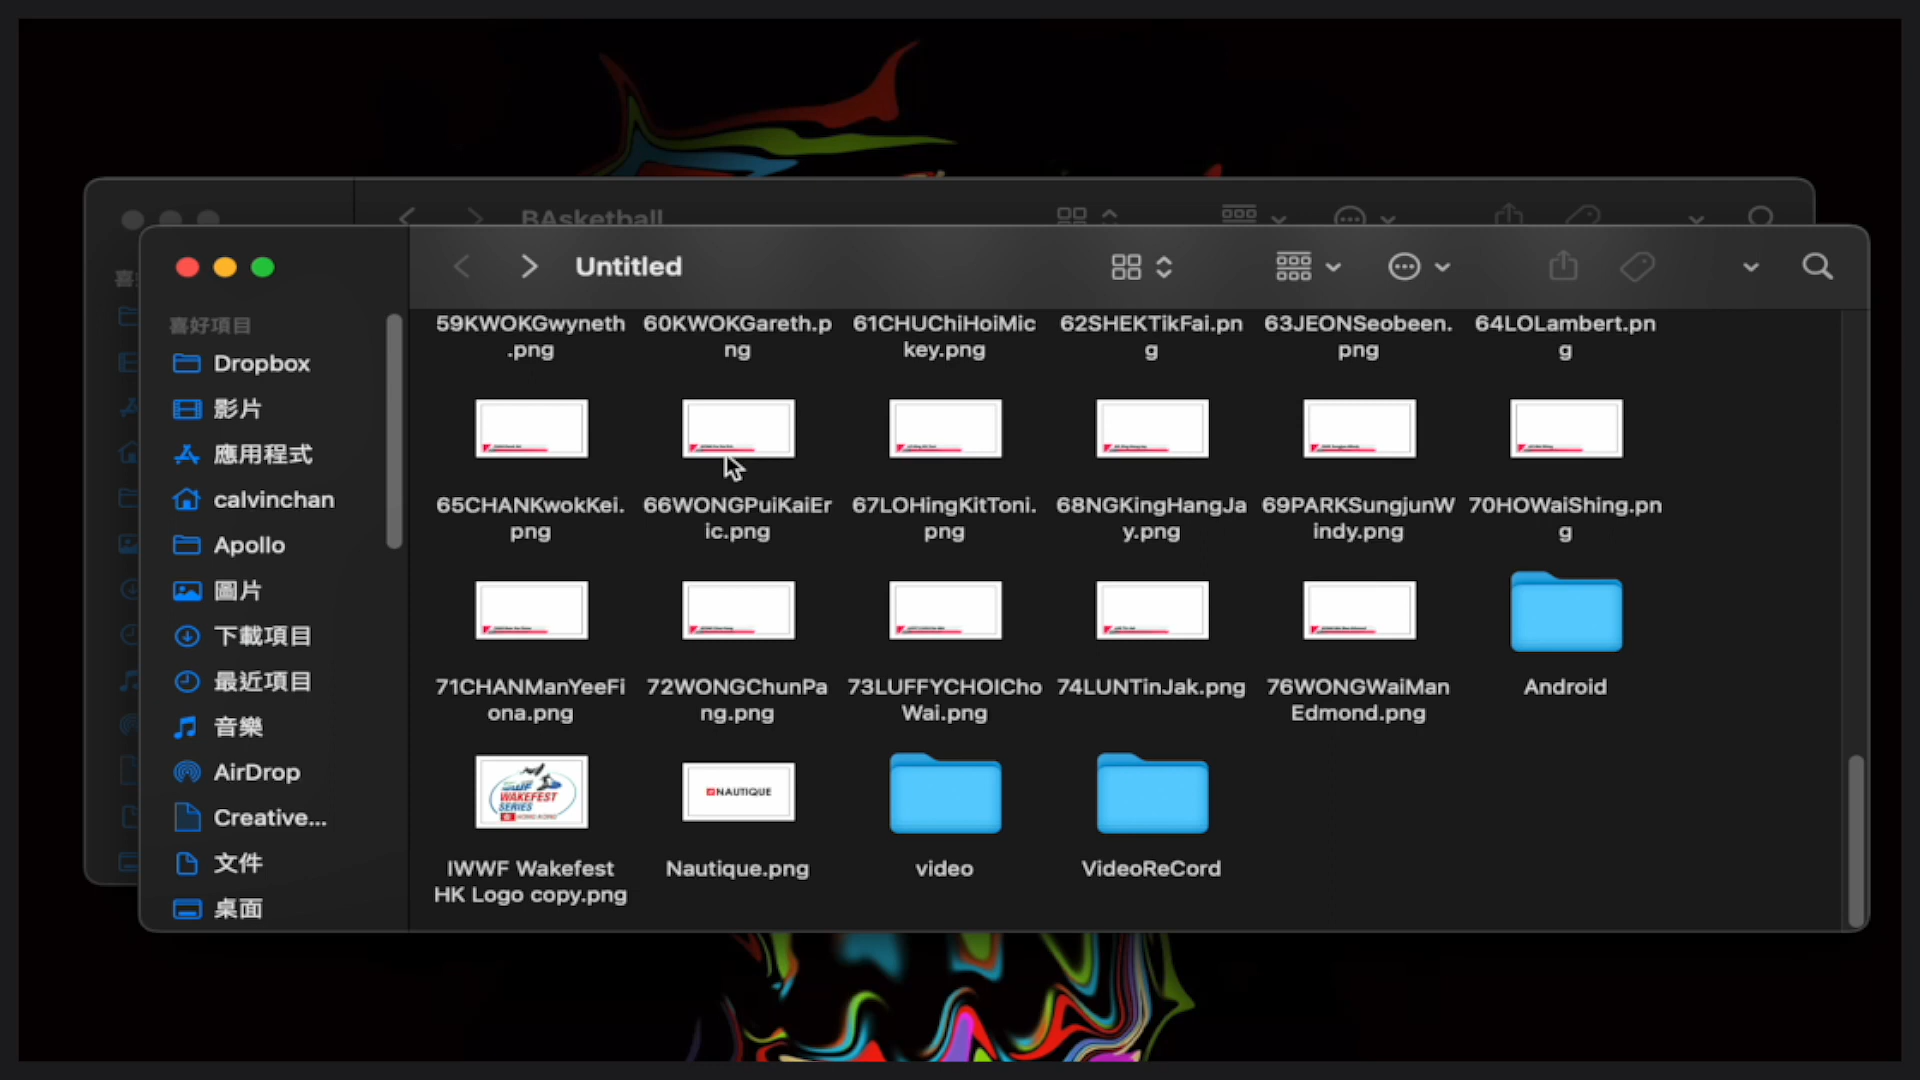 BAsketball
Untitled
喜好項目
Dropbox
影片
應用程式
calvinchan
Apollo
圖片
下載項目
最近項目
音樂
AirDrop
Creative...
文件
桌面
59KWOKGwyneth
.png
60KWOKGareth.p
ng
61CHUChiHoiMic
key.png
62SHEKTikFai.pn
g
63JEONSeobeen.
png
64LOLambert.pn
g
65CHANKwokKei.
png
66WONGPuiKaiEr
ic.png
67LOHingKitToni.
png
68NGKingHangJa
y.png
69PARKSungjunW
indy.png
70HOWaiShing.pn
g
71CHANManYeeFi
ona.png
72WONGChunPa
ng.png
73LUFFYCHOICho
Wai.png
74LUNTinJak.png
76WONGWaiMan
Edmond.png
Android
IWWF
WAKEFEST
SERIES
HONG KONG
NAUTIQUE
IWWF Wakefest
HK Logo copy.png
Nautique.png
video
VideoReCord